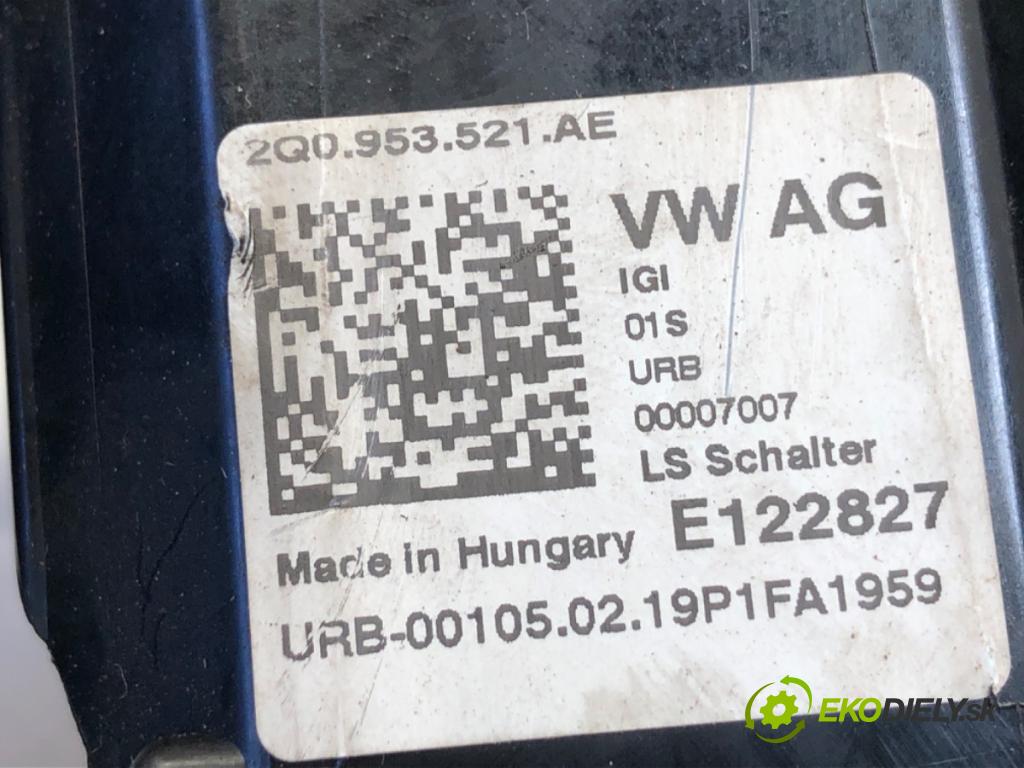 2Q0.953.521.AE
VW AG
IGI
01S
URB
00007007
LS Schalter
Made in Hungary E122827
URB-00105.02.19P1FA1959
EKODIELY.sk